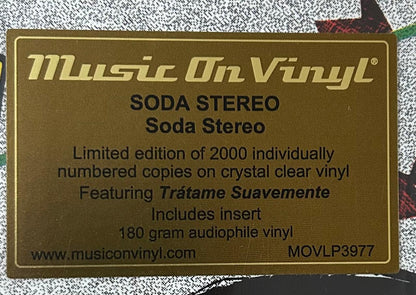 Music On Vinyl®
SODA STEREO
Soda Stereo
Limited edition of 2000 individually
numbered copies on crystal clear vinyl
Featuring Trátame Suavemente
Includes insert
180 gram audiophile vinyl
www.musiconvinyl.com MOVLP3977